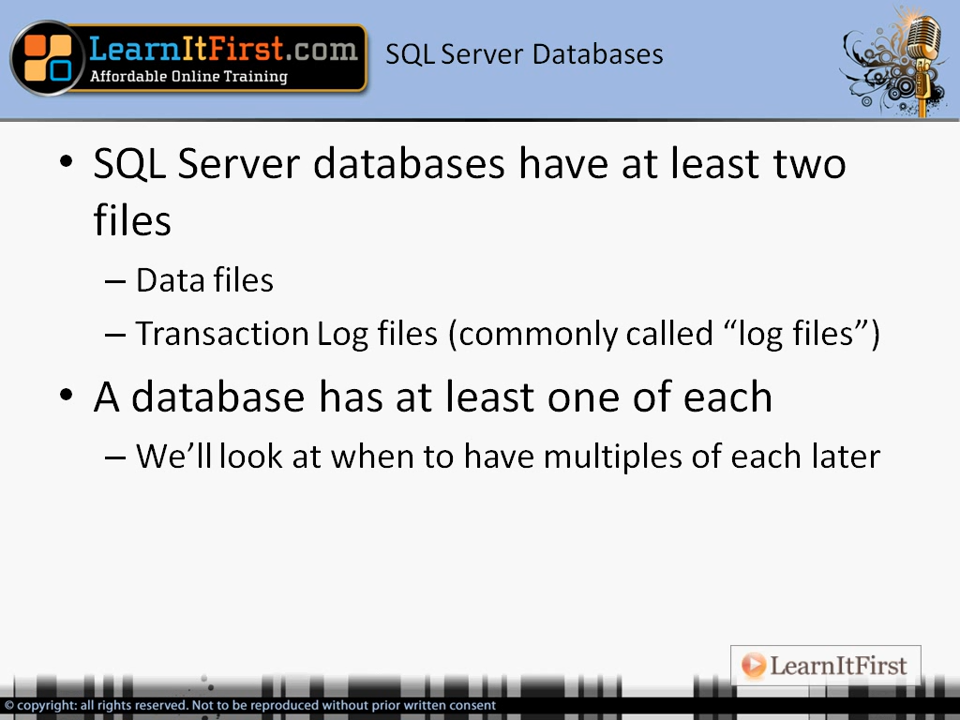 LearnItFirst.com
Affordable Online Training
SQL Server Databases
• SQL Server databases have at least two
files
– Data files
– Transaction Log files (commonly called “log files”)
• A database has at least one of each
– We’ll look at when to have multiples of each later
LearnItFirst
© copyright: all rights reserved. Not to be reproduced without prior written consent